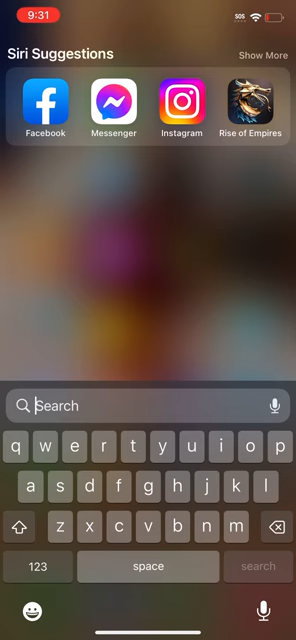 9:31
SOS
Siri Suggestions
Show More
Facebook
Messenger
Instagram
Rise of Empires
Search
q w e r t y u i o p
a s d f g h j k l
z x c v b n m
123 space search